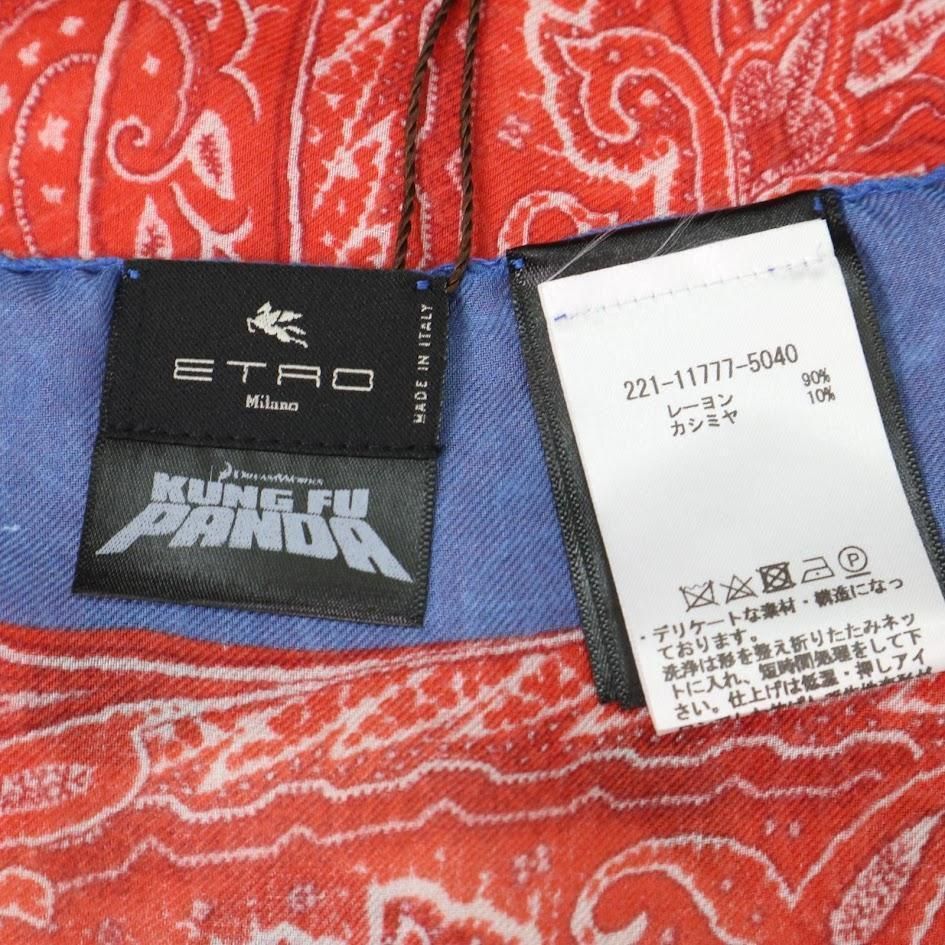 ETRO
Milano
MADE IN ITALY
DREAMWORKS
KUNG FU
PANDA
221-11777-5040
レーヨン 90%
カシミヤ 10%
P
・デリケートな素材・構造になっ
ております。
洗浄は形を整え折りたたみネッ
トに入れ、短時間処理をして下
さい。仕上げは低温・押しアイ